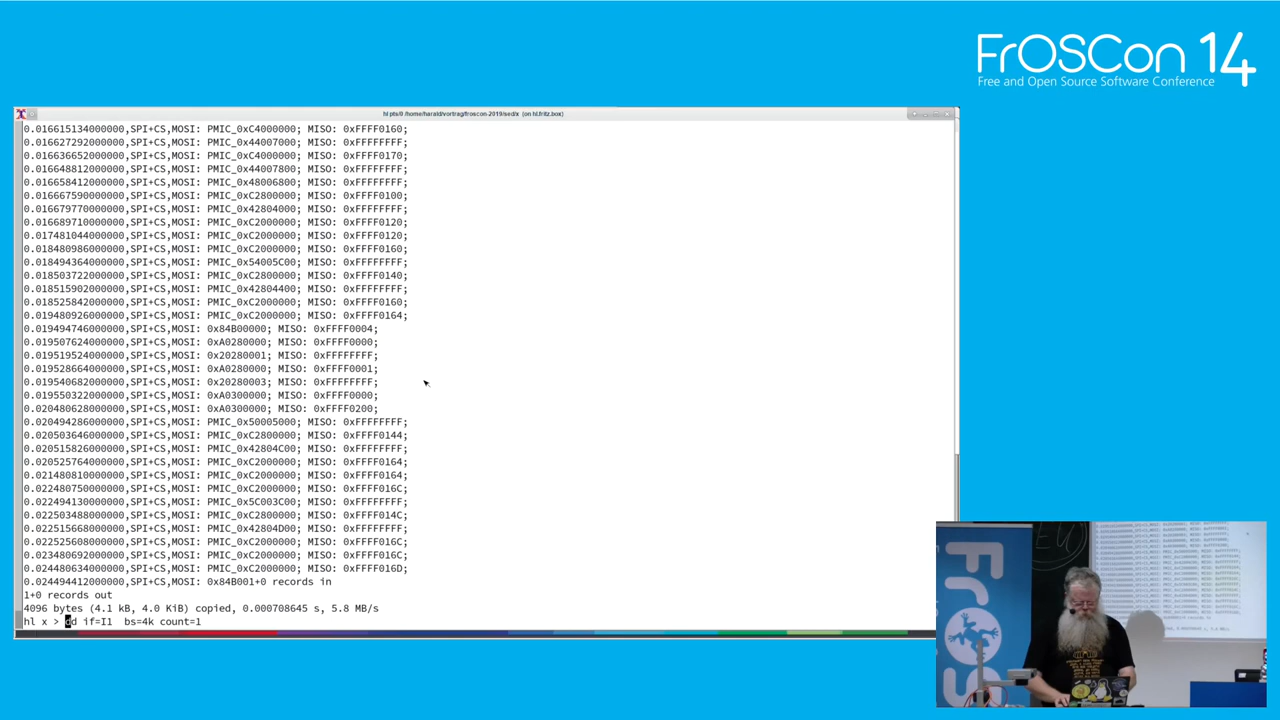 FrOSCon 14
Free and Open Source Software Conference
hl pts/0 /home/harald/vortrag/froscon-2019/sed/x (on hl.fritz.box)
0.016615134000000,SPI+CS,MOSI: PMIC_0xC4000000; MISO: 0xFFFF0160;
0.016627292000000,SPI+CS,MOSI: PMIC_0x44007000; MISO: 0xFFFFFFFF;
0.016636652000000,SPI+CS,MOSI: PMIC_0xC4000000; MISO: 0xFFFF0170;
0.016648812000000,SPI+CS,MOSI: PMIC_0x44007800; MISO: 0xFFFFFFFF;
0.016658412000000,SPI+CS,MOSI: PMIC_0x48006800; MISO: 0xFFFFFFFF;
0.016667590000000,SPI+CS,MOSI: PMIC_0xC2800000; MISO: 0xFFFF0100;
0.016679770000000,SPI+CS,MOSI: PMIC_0x42804000; MISO: 0xFFFFFFFF;
0.016689710000000,SPI+CS,MOSI: PMIC_0xC2000000; MISO: 0xFFFF0120;
0.017481044000000,SPI+CS,MOSI: PMIC_0xC2000000; MISO: 0xFFFF0120;
0.018480986000000,SPI+CS,MOSI: PMIC_0xC2000000; MISO: 0xFFFF0160;
0.018494364000000,SPI+CS,MOSI: PMIC_0x54005C00; MISO: 0xFFFFFFFF;
0.018503722000000,SPI+CS,MOSI: PMIC_0xC2800000; MISO: 0xFFFF0140;
0.018515902000000,SPI+CS,MOSI: PMIC_0x42804400; MISO: 0xFFFFFFFF;
0.018525842000000,SPI+CS,MOSI: PMIC_0xC2000000; MISO: 0xFFFF0160;
0.019480926000000,SPI+CS,MOSI: PMIC_0xC2000000; MISO: 0xFFFF0164;
0.019494746000000,SPI+CS,MOSI: 0x84B00000; MISO: 0xFFFF0004;
0.019507624000000,SPI+CS,MOSI: 0xA0280000; MISO: 0xFFFF0000;
0.019519524000000,SPI+CS,MOSI: 0x20280001; MISO: 0xFFFFFFFF;
0.019528664000000,SPI+CS,MOSI: 0xA0280000; MISO: 0xFFFF0001;
0.019540682000000,SPI+CS,MOSI: 0x20280003; MISO: 0xFFFFFFFF;
0.019550322000000,SPI+CS,MOSI: 0xA0300000; MISO: 0xFFFF0000;
0.020480628000000,SPI+CS,MOSI: 0xA0300000; MISO: 0xFFFF0200;
0.020494286000000,SPI+CS,MOSI: PMIC_0x50005000; MISO: 0xFFFFFFFF;
0.020503646000000,SPI+CS,MOSI: PMIC_0xC2800000; MISO: 0xFFFF0144;
0.020515826000000,SPI+CS,MOSI: PMIC_0x42804C00; MISO: 0xFFFFFFFF;
0.020525764000000,SPI+CS,MOSI: PMIC_0xC2000000; MISO: 0xFFFF0164;
0.021480810000000,SPI+CS,MOSI: PMIC_0xC2000000; MISO: 0xFFFF0164;
0.022480750000000,SPI+CS,MOSI: PMIC_0xC2000000; MISO: 0xFFFF016C;
0.022494130000000,SPI+CS,MOSI: PMIC_0x5C003C00; MISO: 0xFFFFFFFF;
0.022503488000000,SPI+CS,MOSI: PMIC_0xC2800000; MISO: 0xFFFF014C;
0.022515668000000,SPI+CS,MOSI: PMIC_0x42804D00; MISO: 0xFFFFFFFF;
0.022525608000000,SPI+CS,MOSI: PMIC_0xC2000000; MISO: 0xFFFF016C;
0.023480692000000,SPI+CS,MOSI: PMIC_0xC2000000; MISO: 0xFFFF016C;
0.024480634000000,SPI+CS,MOSI: PMIC_0xC2000000; MISO: 0xFFFF016D;
0.024494412000000,SPI+CS,MOSI: 0x84B001+0 records in
1+0 records out
4096 bytes (4.1 kB, 4.0 KiB) copied, 0.000708645 s, 5.8 MB/s
hl x > dd if=I1  bs=4k count=1
FrOS